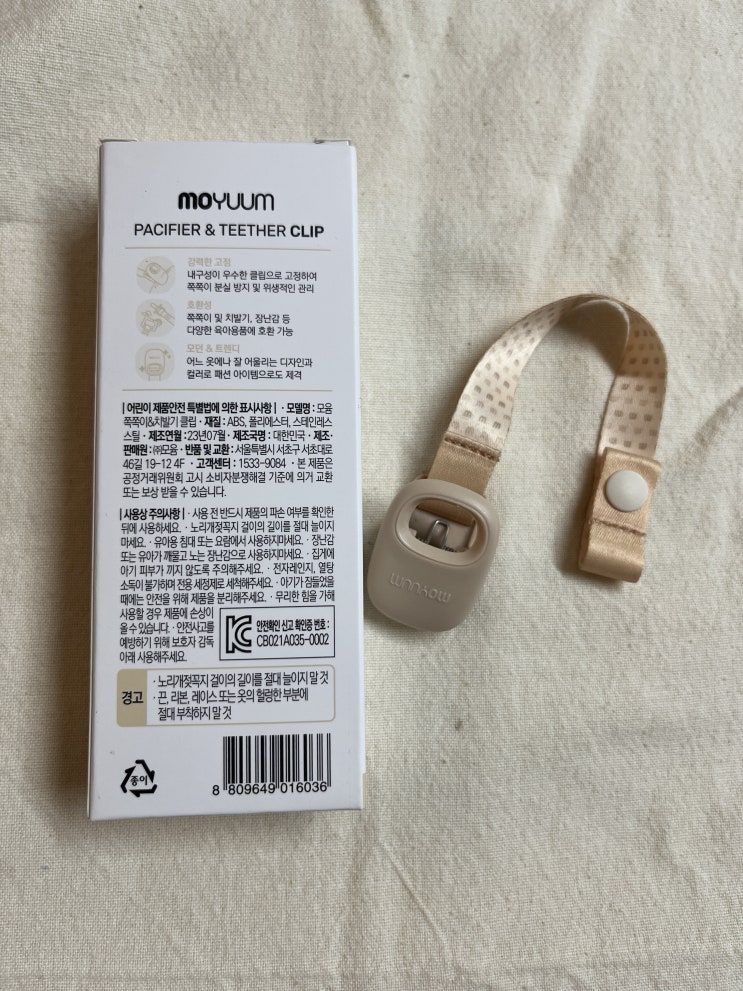 MOYUUM
PACIFIER & TEETHER CLIP
강력한 고정
내구성이 우수한 클립으로 고정하여
쪽쪽이 분실 방지 및 위생적인 관리
호환성
쪽쪽이 및 치발기, 장난감 등
다양한 육아용품에 호환 가능
모던 & 트렌디
어느 옷에나 잘 어울리는 디자인과
컬러로 패션 아이템으로도 제격
| 어린이 제품안전 특별법에 의한 표시사항 | · 모델명 : 모윰
쪽쪽이&치발기 클립 · 재질 : ABS, 폴리에스터, 스테인레스
스틸 · 제조연월 : 23년07월 · 제조국명 : 대한민국 · 제조·
판매원 : ㈜모윰 · 반품 및 교환 : 서울특별시 서초구 서초대로
46길 19-12 4F · 고객센터 : 1533-9084 · 본 제품은
공정거래위원회 고시 소비자분쟁해결 기준에 의거 교환
또는 보상 받을 수 있습니다.
| 사용상 주의사항 | · 사용 전 반드시 제품의 파손 여부를 확인한
뒤에 사용하세요. · 노리개젖꼭지 걸이의 길이를 절대 늘이지
마세요. · 유아용 침대 또는 요람에서 사용하지마세요. · 장난감
또는 유아가 깨물고 노는 장난감으로 사용하지마세요. · 집게에
아기 피부가 끼지 않도록 주의해주세요. · 전자레인지, 열탕
소독이 불가하며 전용 세정제로 세척해주세요. · 아기가 잠들었을
때에는 안전을 위해 제품을 분리해주세요. · 무리한 힘을 가해
사용할 경우 제품에 손상이
올 수 있습니다. · 안전사고를
예방하기 위해 보호자 감독
아래 사용해주세요.
안전확인 신고 확인증 번호 :
CB021A035-0002
경고
· 노리개젖꼭지 걸이의 길이를 절대 늘이지 말 것
· 끈, 리본, 레이스 또는 옷의 헐렁한 부분에
절대 부착하지 말 것
종이
8 809649 016036
MOYUUM